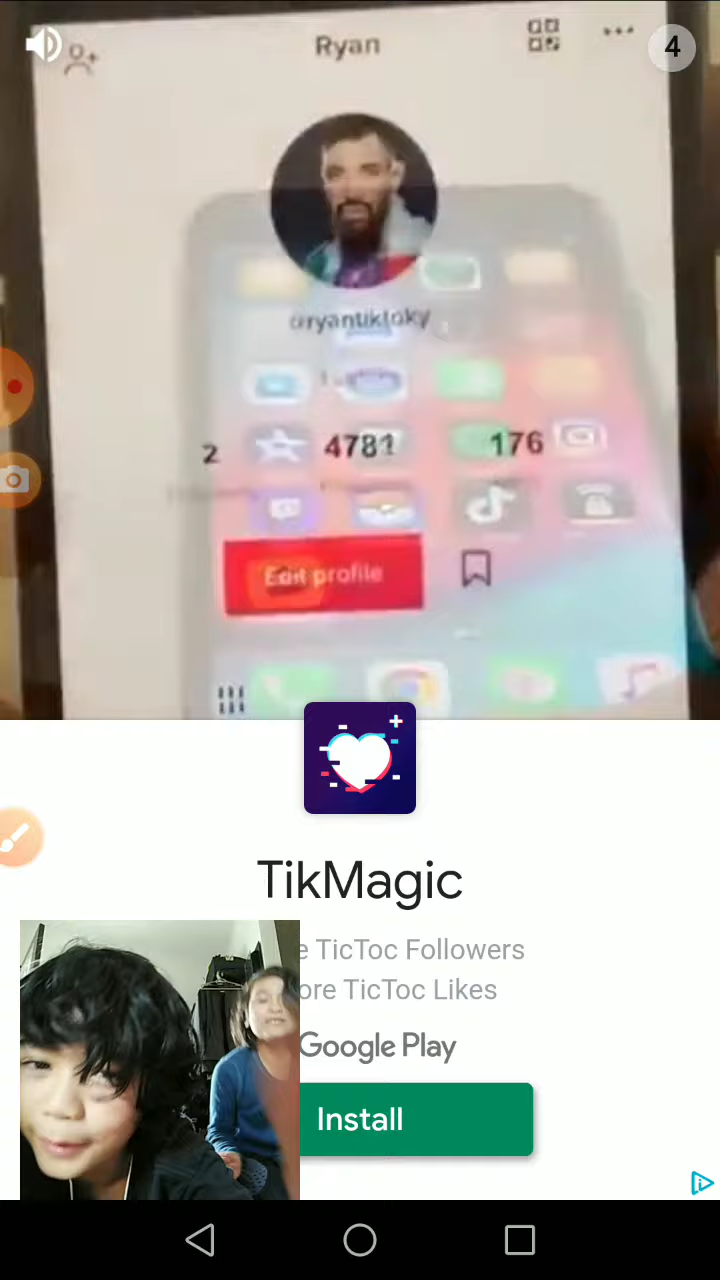 Ryan
4
@ryantiktoky
2 4781 176
Edit profile
TikMagic
e TicToc Followers
ore TicToc Likes
Google Play
Install